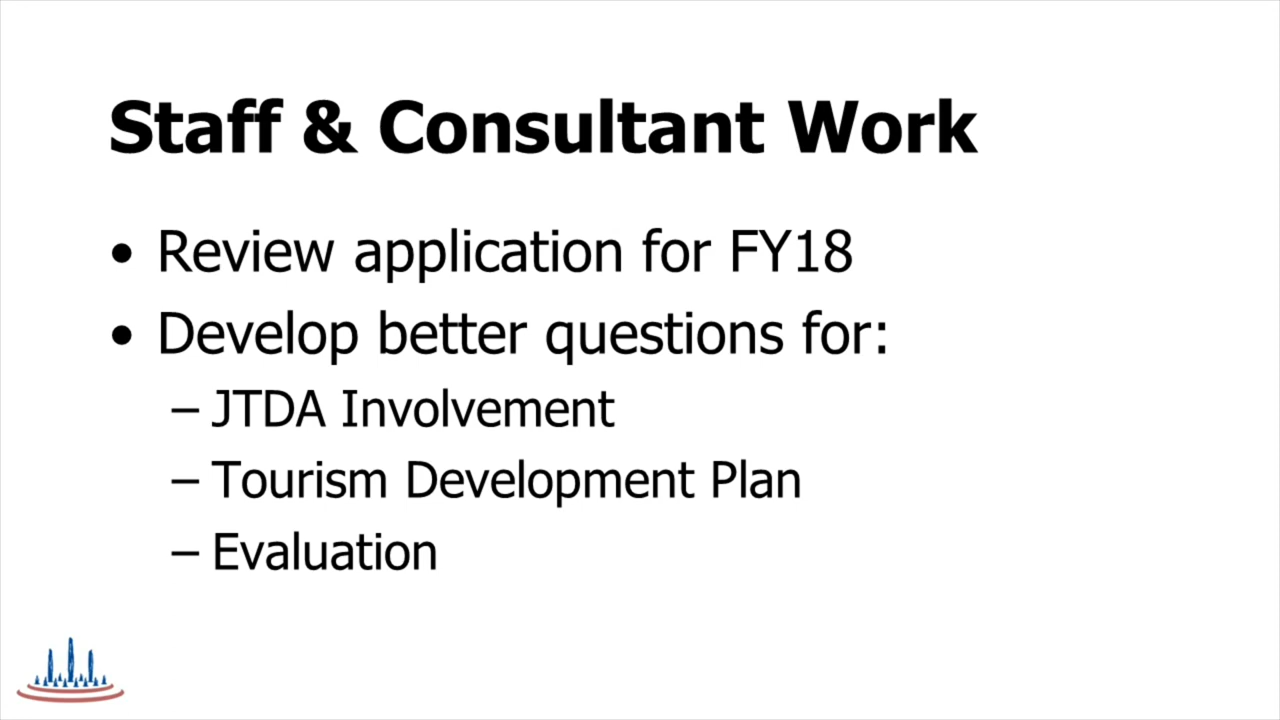 Staff & Consultant Work
• Review application for FY18
• Develop better questions for:
– JTDA Involvement
– Tourism Development Plan
– Evaluation